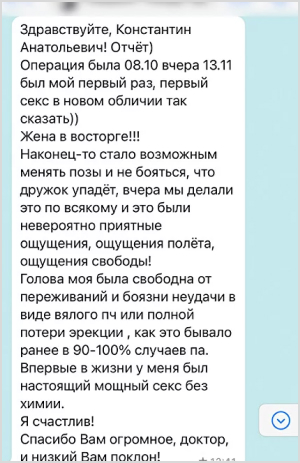 Здравствуйте, Константин
Анатольевич! Отчёт)
Операция была 08.10 вчера 13.11
был мой первый раз, первый
секс в новом обличии так
сказать))
Жена в восторге!!!
Наконец-то стало возможным
менять позы и не бояться, что
дружок упадёт, вчера мы делали
это по всякому и это были
невероятно приятные
ощущения, ощущения полёта,
ощущения свободы!
Голова моя была свободна от
переживаний и боязни неудачи в
виде вялого пч или полной
потери эрекции , как это бывало
ранее в 90-100% случаев па.
Впервые в жизни у меня был
настоящий мощный секс без
химии.
Я счастлив!
Спасибо Вам огромное, доктор,
и низкий Вам поклон!